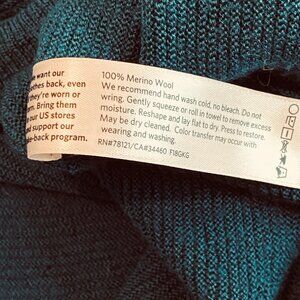 want our
othes back, even
they're worn or
rn. Bring them
our US stores
d support our
e-back program.
100% Merino Wool
We recommend hand wash cold, no bleach. Do not
wring. Gently squeeze or roll in towel to remove excess
moisture. Reshape and lay flat to dry. Press to restore.
May be dry cleaned. Color transfer may occur with
wearing and washing.
RN#78121/CA#34460 F18GKG